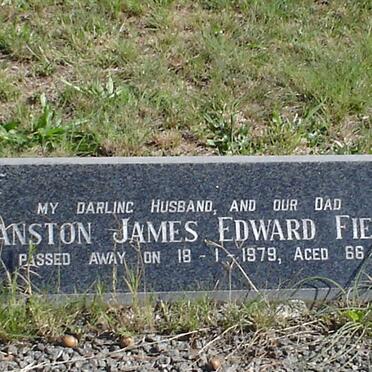 MY DARLING HUSBAND, AND OUR DAD
ANSTON JAMES EDWARD FIE
PASSED AWAY ON 18-1-1979, AGED 66